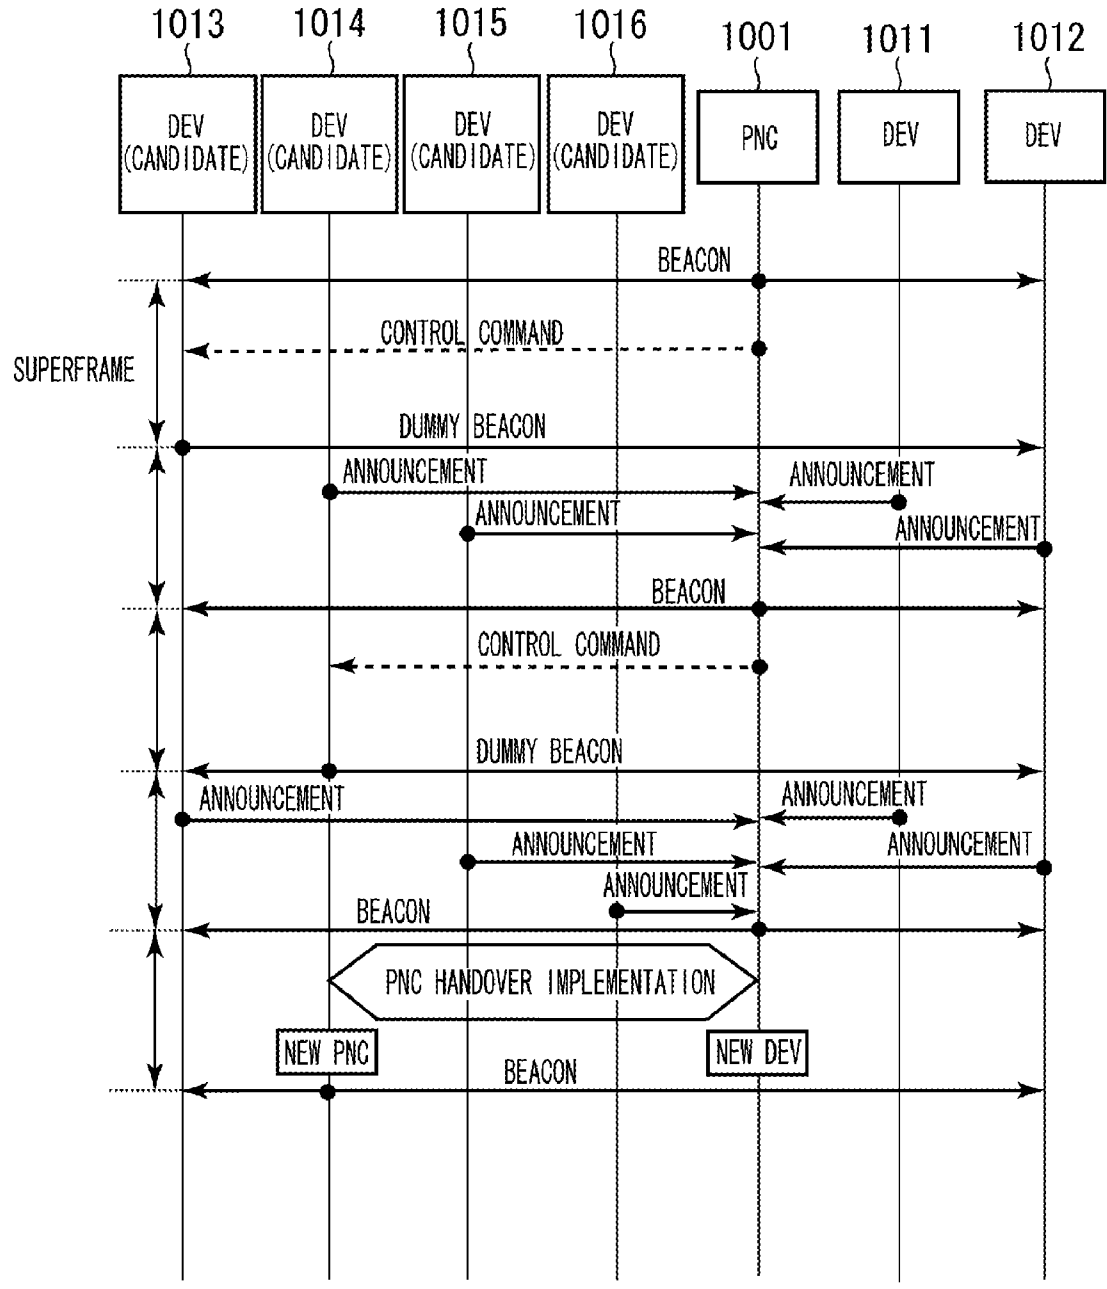 1013 1014 1015 1016 1001 1011 1012
DEV
(CANDIDATE)
DEV
(CANDIDATE)
DEV
(CANDIDATE)
DEV
(CANDIDATE)
PNC
DEV
DEV
BEACON
CONTROL COMMAND
SUPERFRAME
DUMMY BEACON
ANNOUNCEMENT
ANNOUNCEMENT
ANNOUNCEMENT
ANNOUNCEMENT
BEACON
CONTROL COMMAND
DUMMY BEACON
ANNOUNCEMENT
ANNOUNCEMENT
ANNOUNCEMENT
ANNOUNCEMENT
ANNOUNCEMENT
BEACON
PNC HANDOVER IMPLEMENTATION
NEW PNC
NEW DEV
BEACON